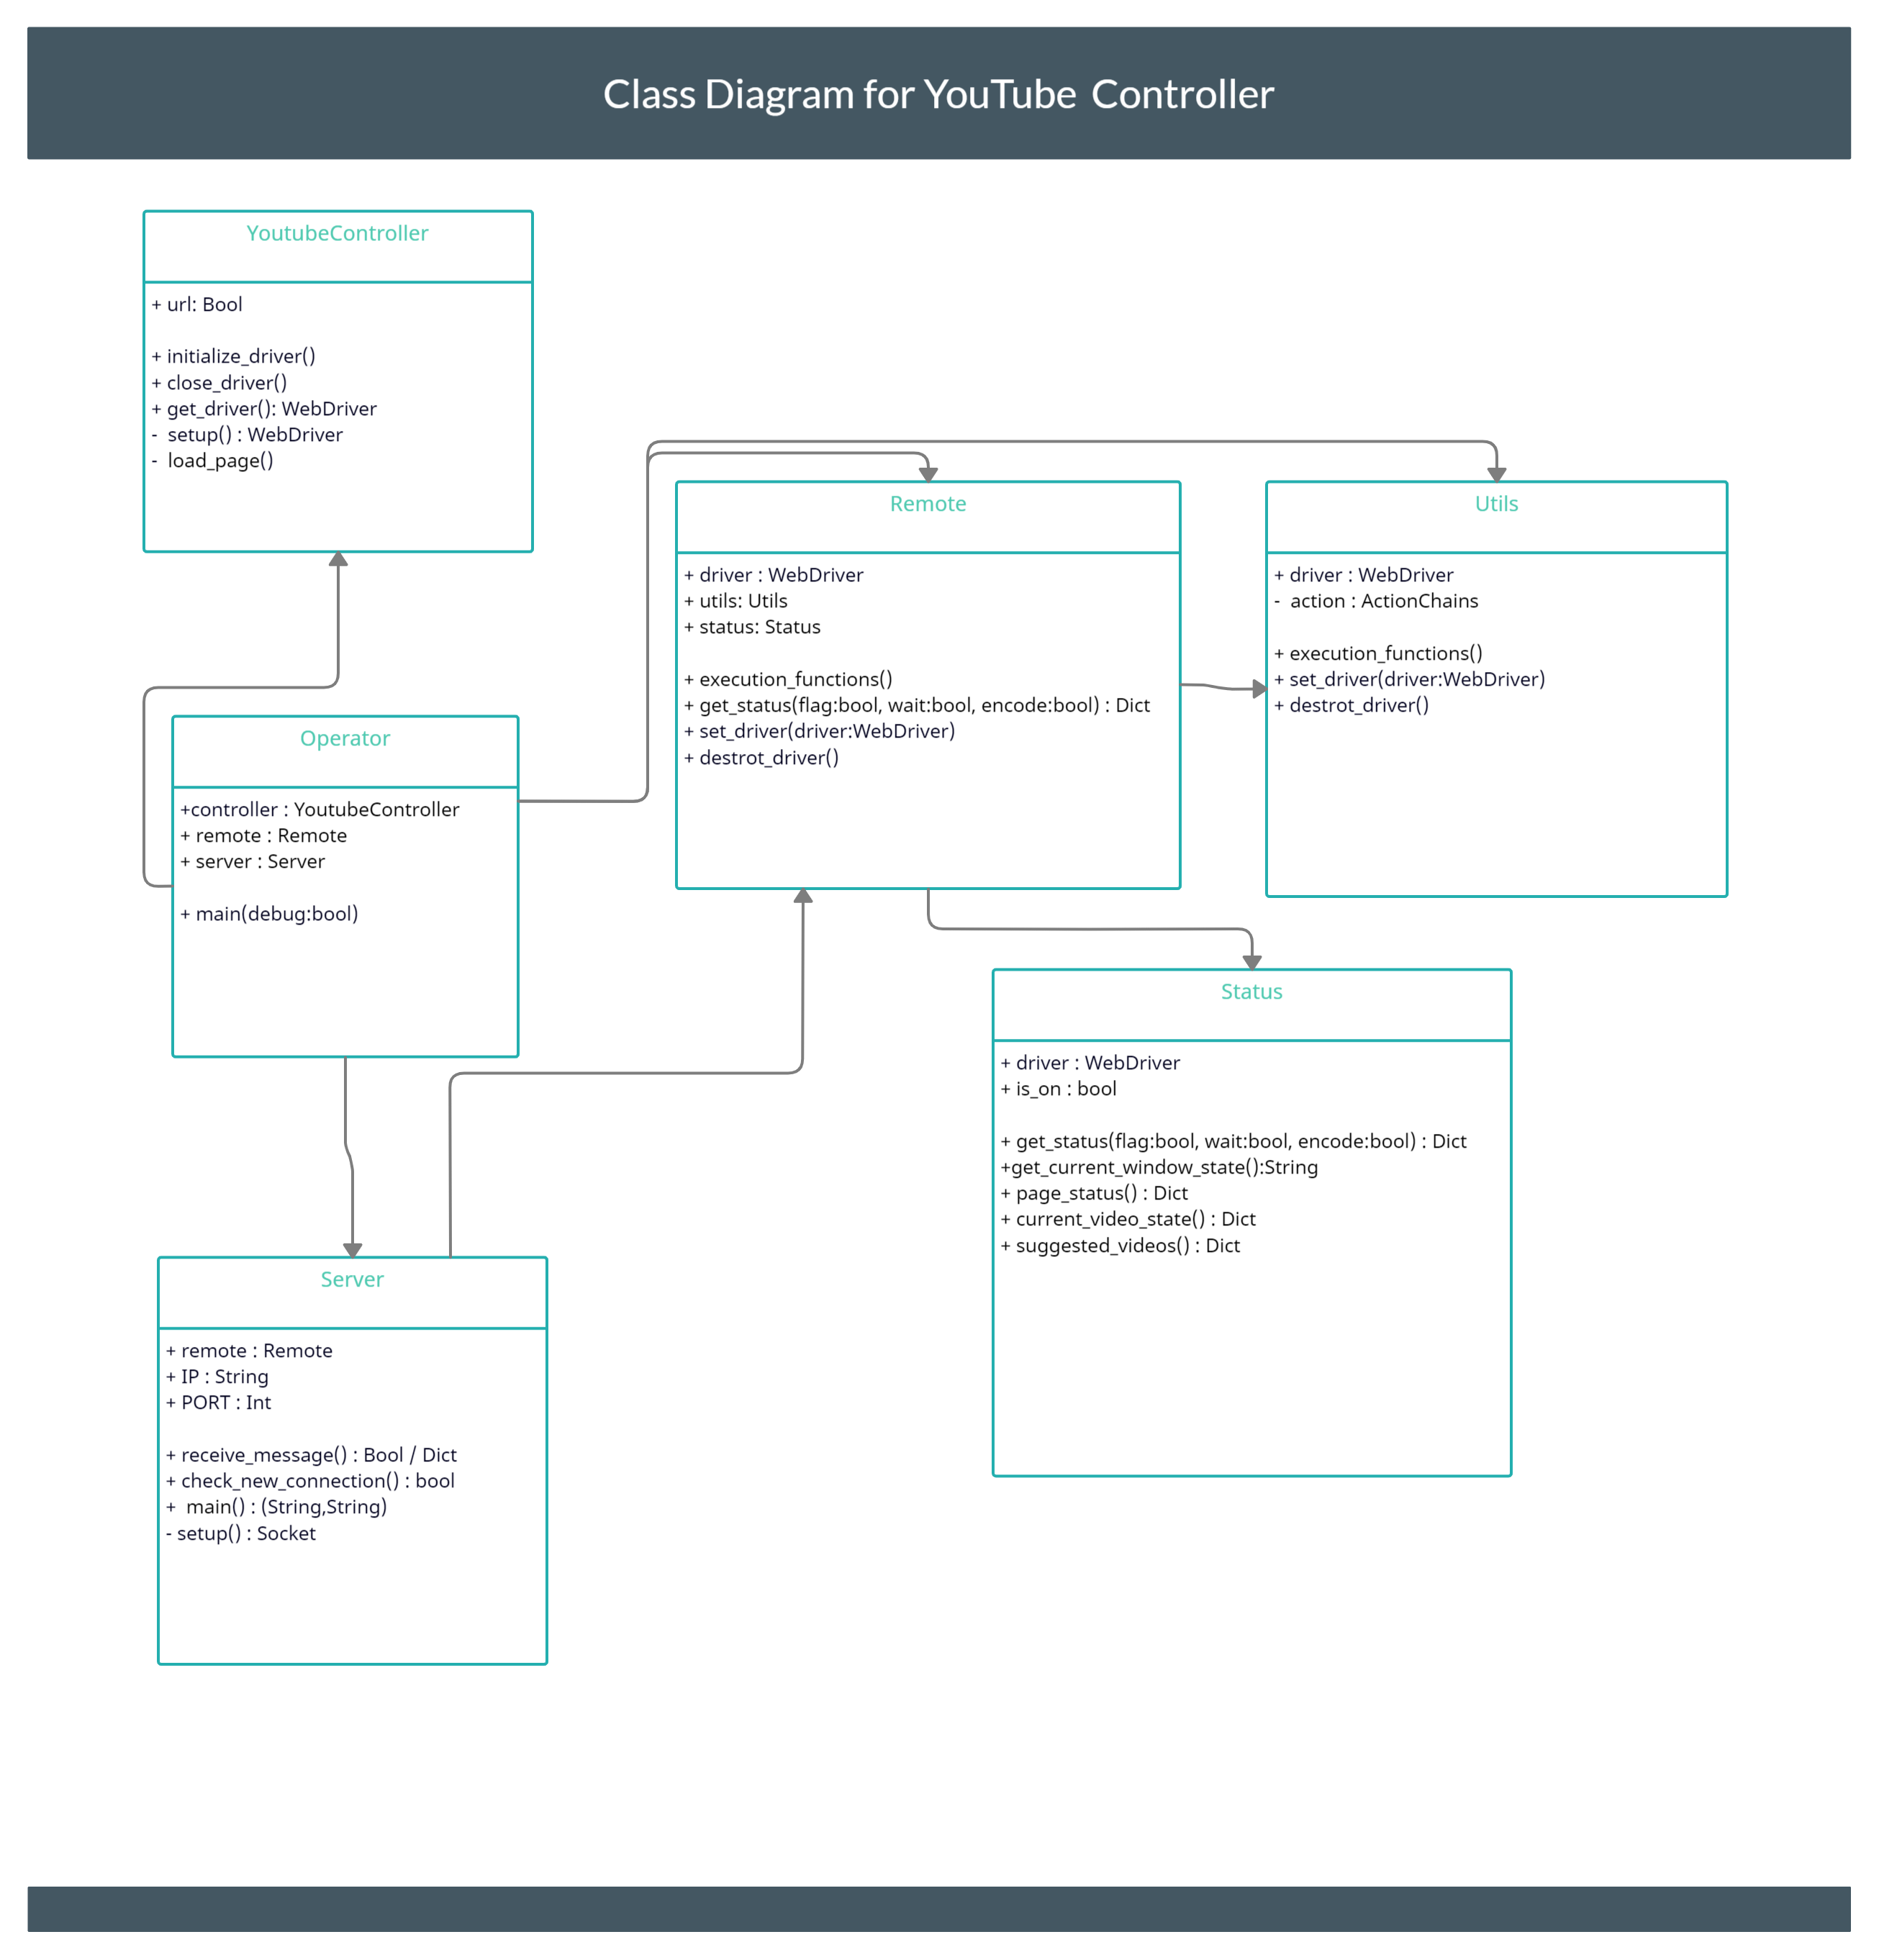 Class Diagram for YouTube Controller
YoutubeController
+ url: Bool
+ initialize_driver()
+ close_driver()
+ get_driver(): WebDriver
- setup() : WebDriver
- load_page()
Remote
+ driver : WebDriver
+ utils: Utils
+ status: Status
+ execution_functions()
+ get_status(flag:bool, wait:bool, encode:bool) : Dict
+ set_driver(driver:WebDriver)
+ destrot_driver()
Utils
+ driver : WebDriver
- action : ActionChains
+ execution_functions()
+ set_driver(driver:WebDriver)
+ destrot_driver()
Operator
+controller : YoutubeController
+ remote : Remote
+ server : Server
+ main(debug:bool)
Status
+ driver : WebDriver
+ is_on : bool
+ get_status(flag:bool, wait:bool, encode:bool) : Dict
+get_current_window_state():String
+ page_status() : Dict
+ current_video_state() : Dict
+ suggested_videos() : Dict
Server
+ remote : Remote
+ IP : String
+ PORT : Int
+ receive_message() : Bool / Dict
+ check_new_connection() : bool
+ main() : (String,String)
- setup() : Socket